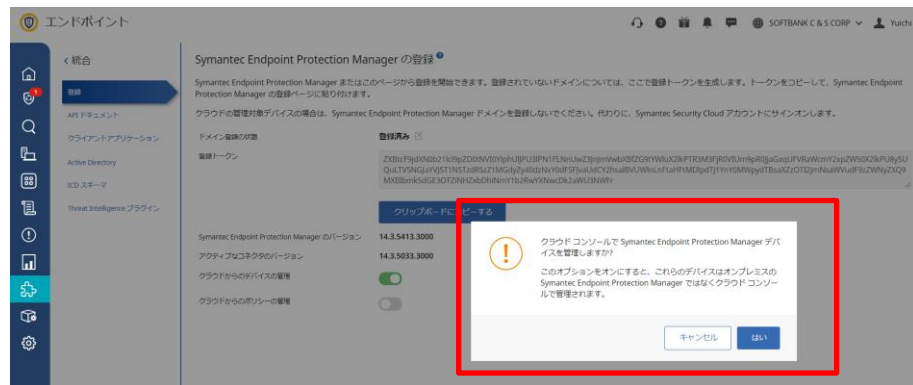 エンドポイント
SOFTBANK C & S CORP
Yuichi
統合
Symantec Endpoint Protection Manager の登録
Symantec Endpoint Protection Manager またはこのページから登録を開始できます。登録されていないドメインについては、ここで登録トークンを生成します。トークンをコピーして、Symantec Endpoint
Protection Manager の登録ページに貼り付けます。
登録
API ドキュメント
クラウドの管理対象デバイスの場合は、Symantec Endpoint Protection Manager ドメインを登録しないでください。代わりに、Symantec Security Cloud アカウントにサインオンします。
クライアントアプリケーション
ドメイン登録の状態
登録済み
登録トークン
Active Directory
ICD スキーマ
Threat Intelligence プラグイン
クリップボードにコピーする
Symantec Endpoint Protection Manager のバージョン
14.3.5413.3000
アクティブなコネクタのバージョン
14.3.5033.3000
クラウドからのデバイスの管理
クラウドからのポリシーの管理
クラウド コンソールで Symantec Endpoint Protection Manager デバ
イスを管理しますか?
このオプションをオンにすると、これらのデバイスはオンプレミスの
Symantec Endpoint Protection Manager ではなくクラウド コンソー
ルで管理されます。
キャンセル
はい